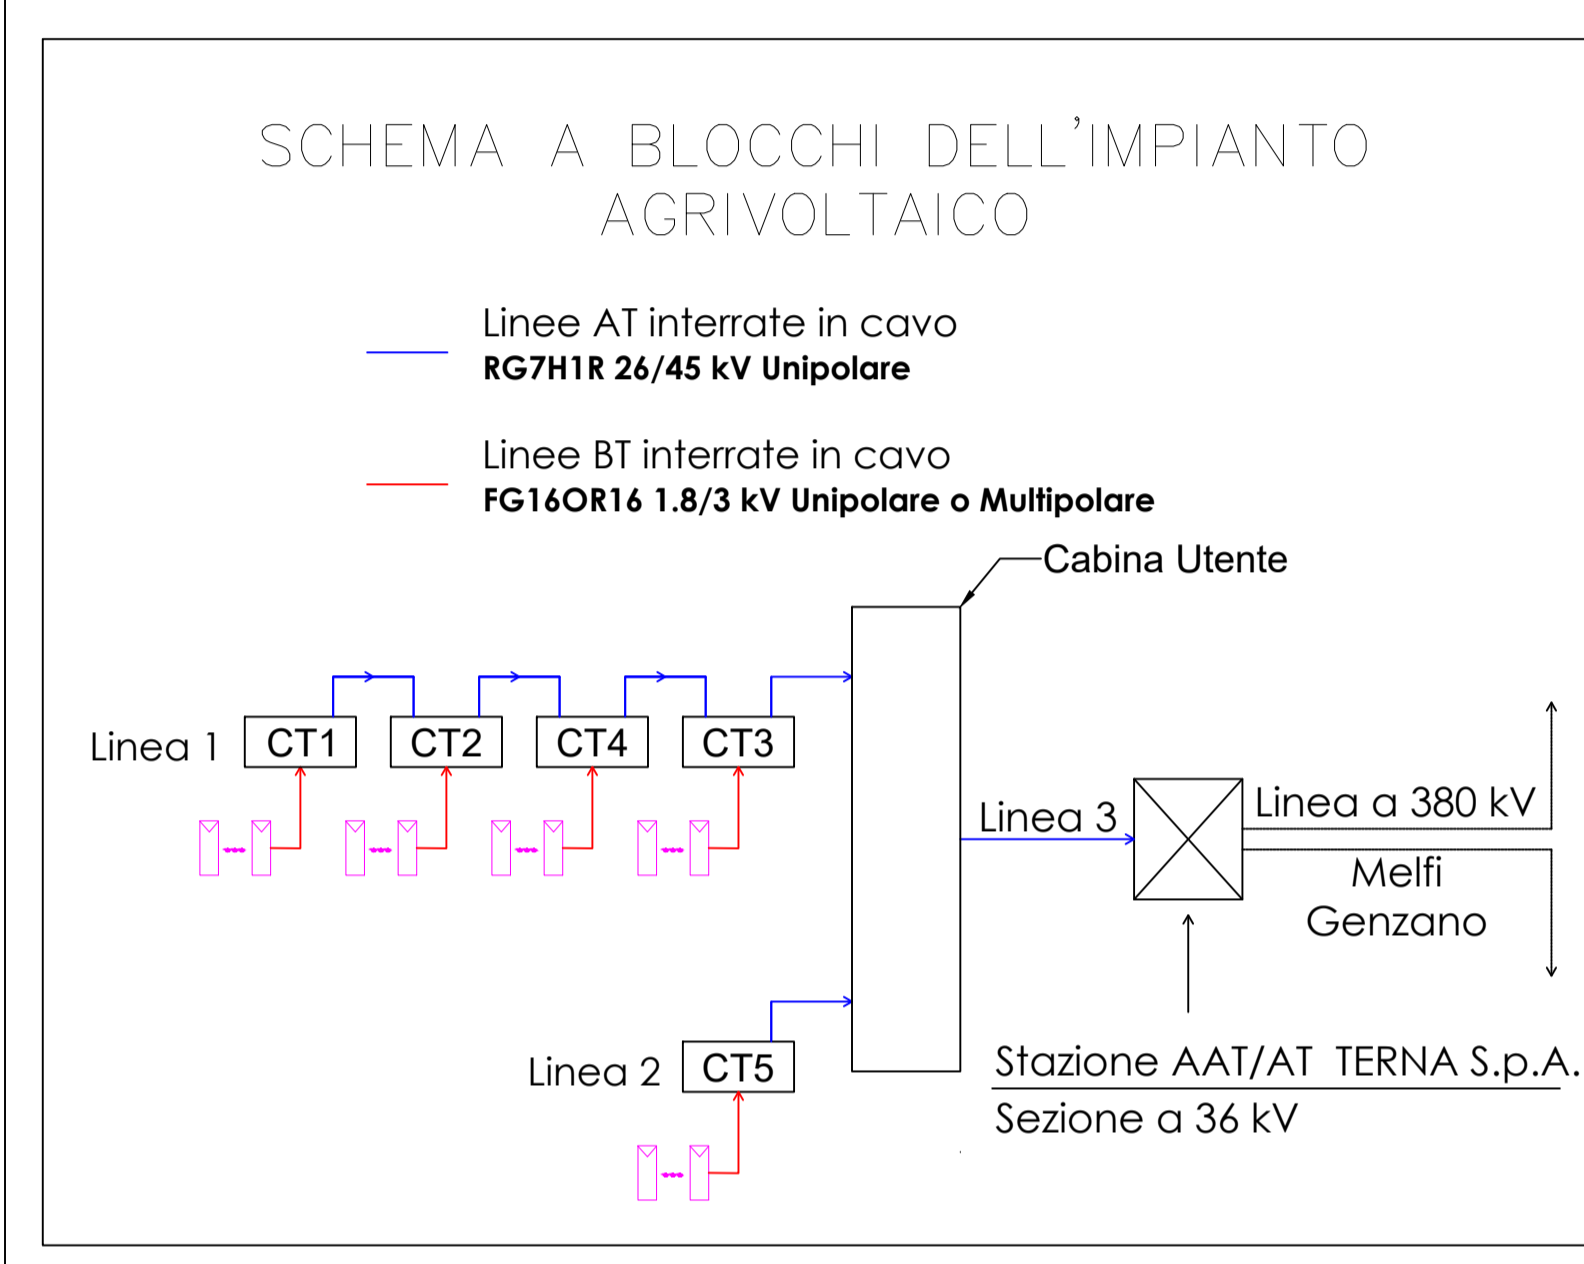 SCHEMA A BLOCCHI DELL'IMPIANTO
AGRIVOLTAICO
Linee AT interrate in cavo
RG7H1R 26/45 kV Unipolare
Linee BT interrate in cavo
FG16OR16 1.8/3 kV Unipolare o Multipolare
Cabina Utente
Linea 1
CT1
CT2
CT4
CT3
Linea 3
Linea a 380 kV
Melfi
Genzano
Linea 2
CT5
Stazione AAT/AT TERNA S.p.A.
Sezione a 36 kV